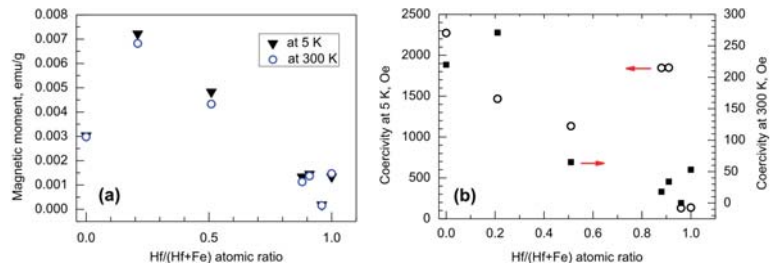 0.008
0.007
0.006
0.005
0.004
0.003
0.002
0.001
0.000
Magnetic moment, emu/g
at 5 K
at 300 K
(a)
0.0 0.5 1.0
Hf/(Hf+Fe) atomic ratio
2500
2000
1500
1000
500
0
Coercivity at 5 K, Oe
(b)
0.0 0.2 0.4 0.6 0.8 1.0
Hf/(Hf+Fe) atomic ratio
300
250
200
150
100
50
0
Coercivity at 300 K, Oe